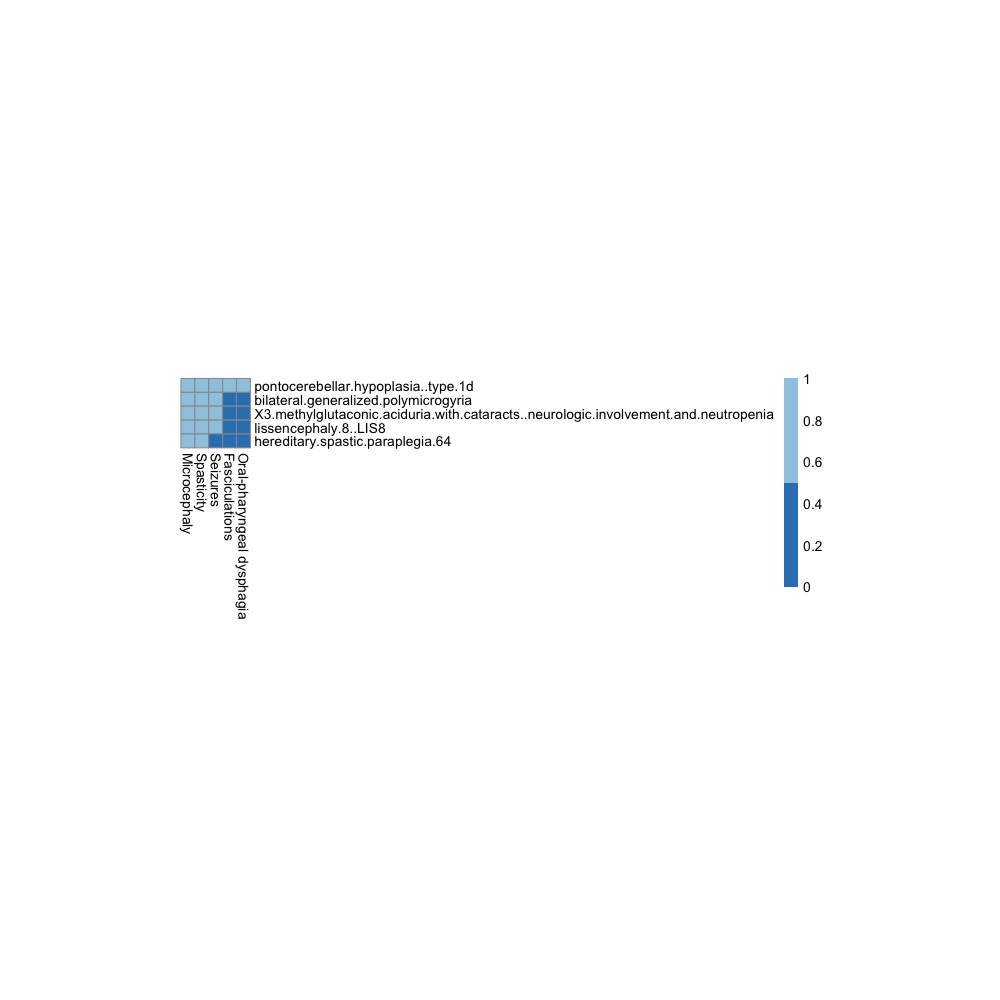 pontocerebellar.hypoplasia..type.1d
bilateral.generalized.polymicrogyria
X3.methylglutaconic.aciduria.with.cataracts..neurologic.involvement.and.neutropenia
lissencephaly.8..LIS8
hereditary.spastic.paraplegia.64
Microcephaly
Spasticity
Seizures
Fasciculations
Oral-pharyngeal dysphagia
1
0.8
0.6
0.4
0.2
0